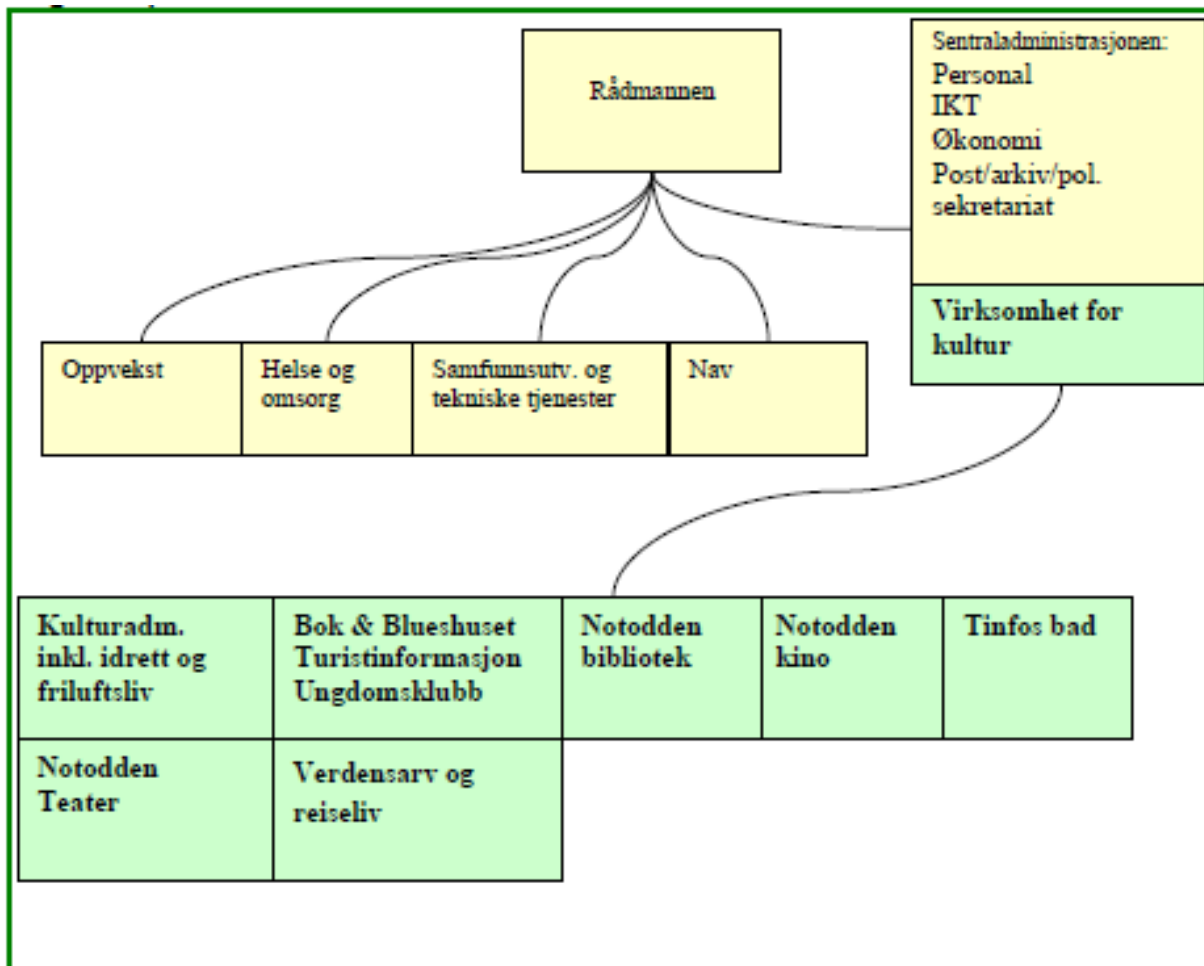 Rådmannen
Sentraladministrasjonen:
Personal
IKT
Økonomi
Post/arkiv/pol.
sekretariat
Virksomhet for
kultur
Oppvekst
Helse og
omsorg
Samfunnsutv. og
tekniske tjenester
Nav
Kulturadm.
inkl. idrett og
friluftsliv
Bok & Blueshuset
Turistinformasjon
Ungdomsklubb
Notodden
bibliotek
Notodden
kino
Tinfos bad
Notodden
Teater
Verdensarv og
reiseliv